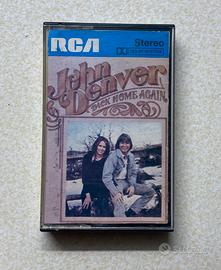 RCA
Stereo
John
Denver
BACK HOME AGAIN